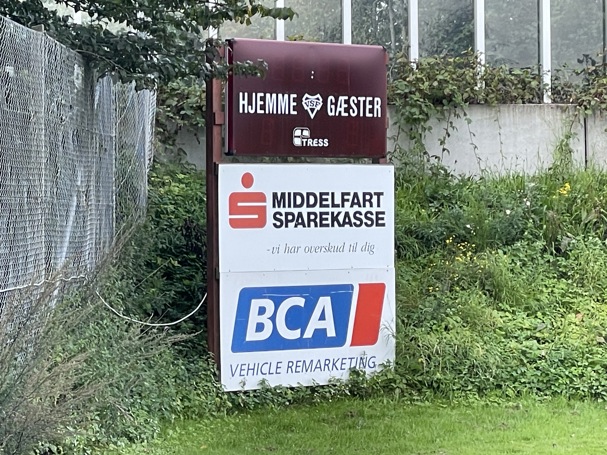 HJEMME GÆSTER
TRESS
MIDDELFART
SPAREKASSE
-vi har overskud til dig
BCA
VEHICLE REMARKETING